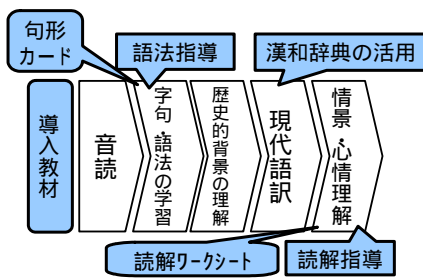 句形
カード
語法指導
漢和辞典の活用
導入教材
音読
字句・語法の学習
歴史的背景の理解
現代語訳
情景・心情理解
読解ワークシート
読解指導